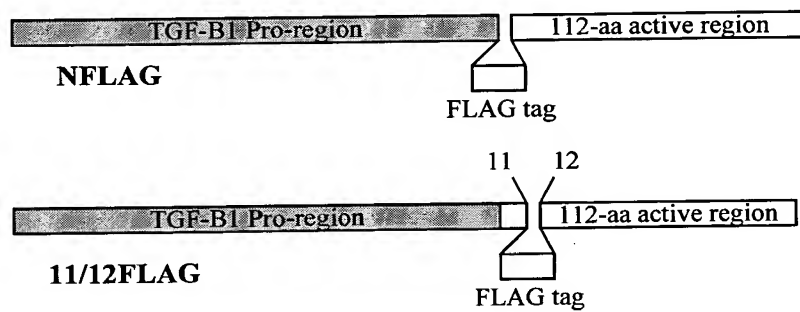 TGF-B1 Pro-region 112-aa active region
NFLAG
FLAG tag
11 12
TGF-B1 Pro-region 112-aa active region
11/12FLAG
FLAG tag